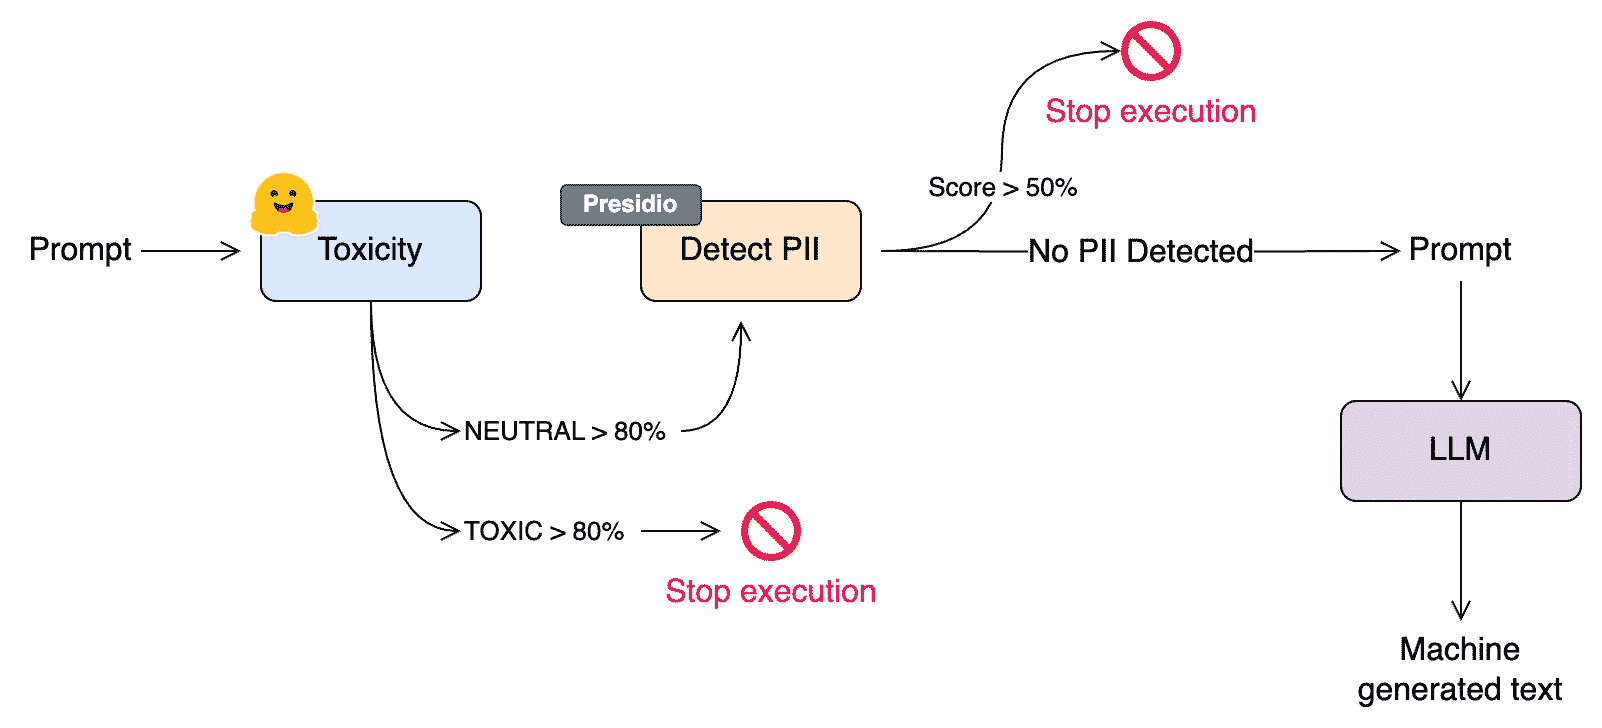 Stop execution
Score > 50%
Presidio
Prompt
Toxicity
Detect PII
No PII Detected
Prompt
NEUTRAL > 80%
LLM
TOXIC > 80%
Stop execution
Machine
generated text